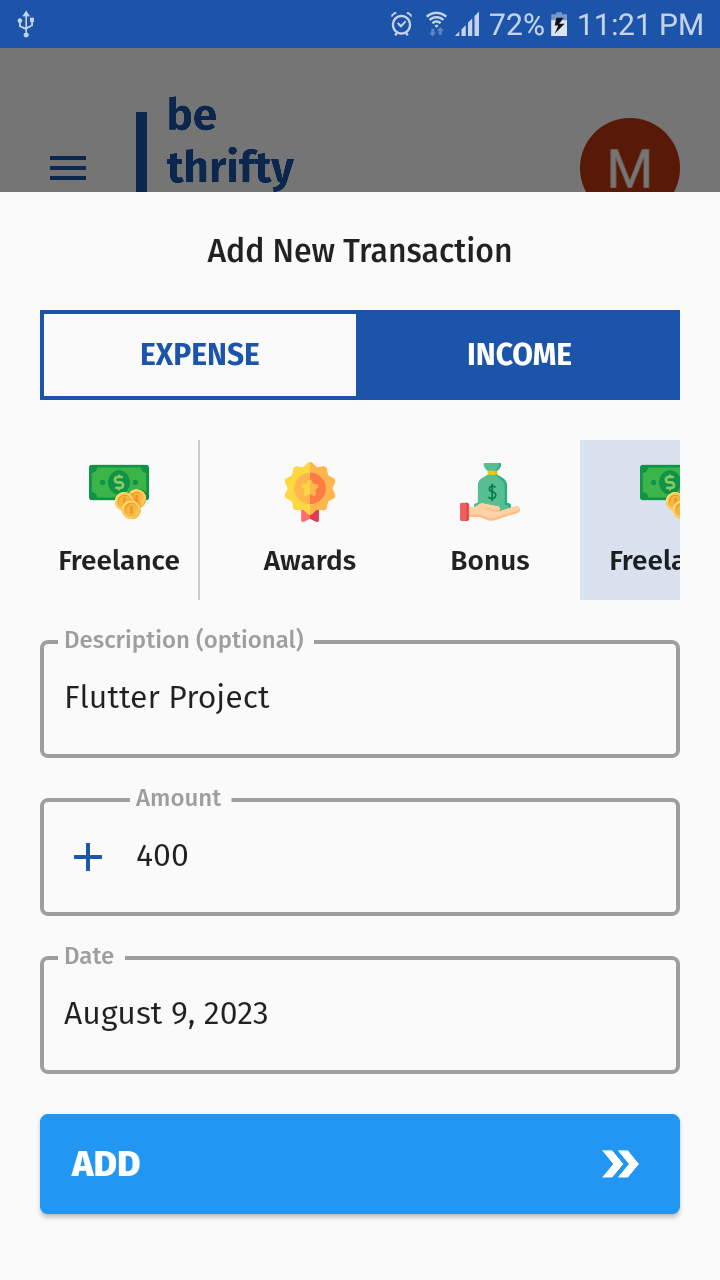 72% 11:21 PM
be
thrifty
M
Add New Transaction
EXPENSE INCOME
Freelance Awards Bonus Freela
Description (optional)
Flutter Project
Amount
+ 400
Date
August 9, 2023
ADD